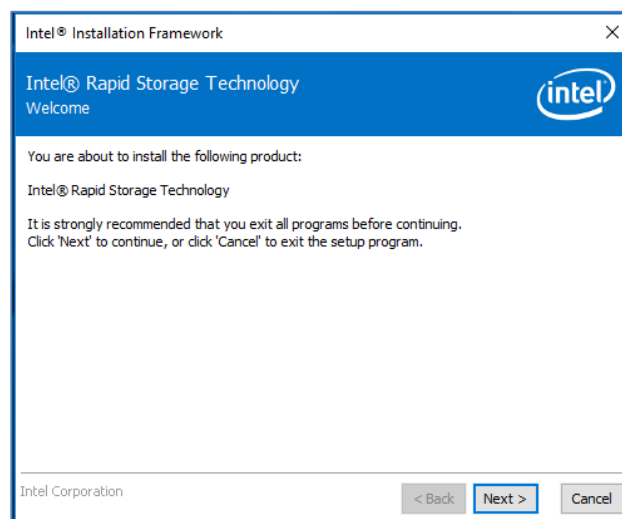 Intel® Installation Framework
Intel® Rapid Storage Technology
Welcome
intel
You are about to install the following product:
Intel® Rapid Storage Technology
It is strongly recommended that you exit all programs before continuing.
Click 'Next' to continue, or click 'Cancel' to exit the setup program.
Intel Corporation
< Back Next > Cancel